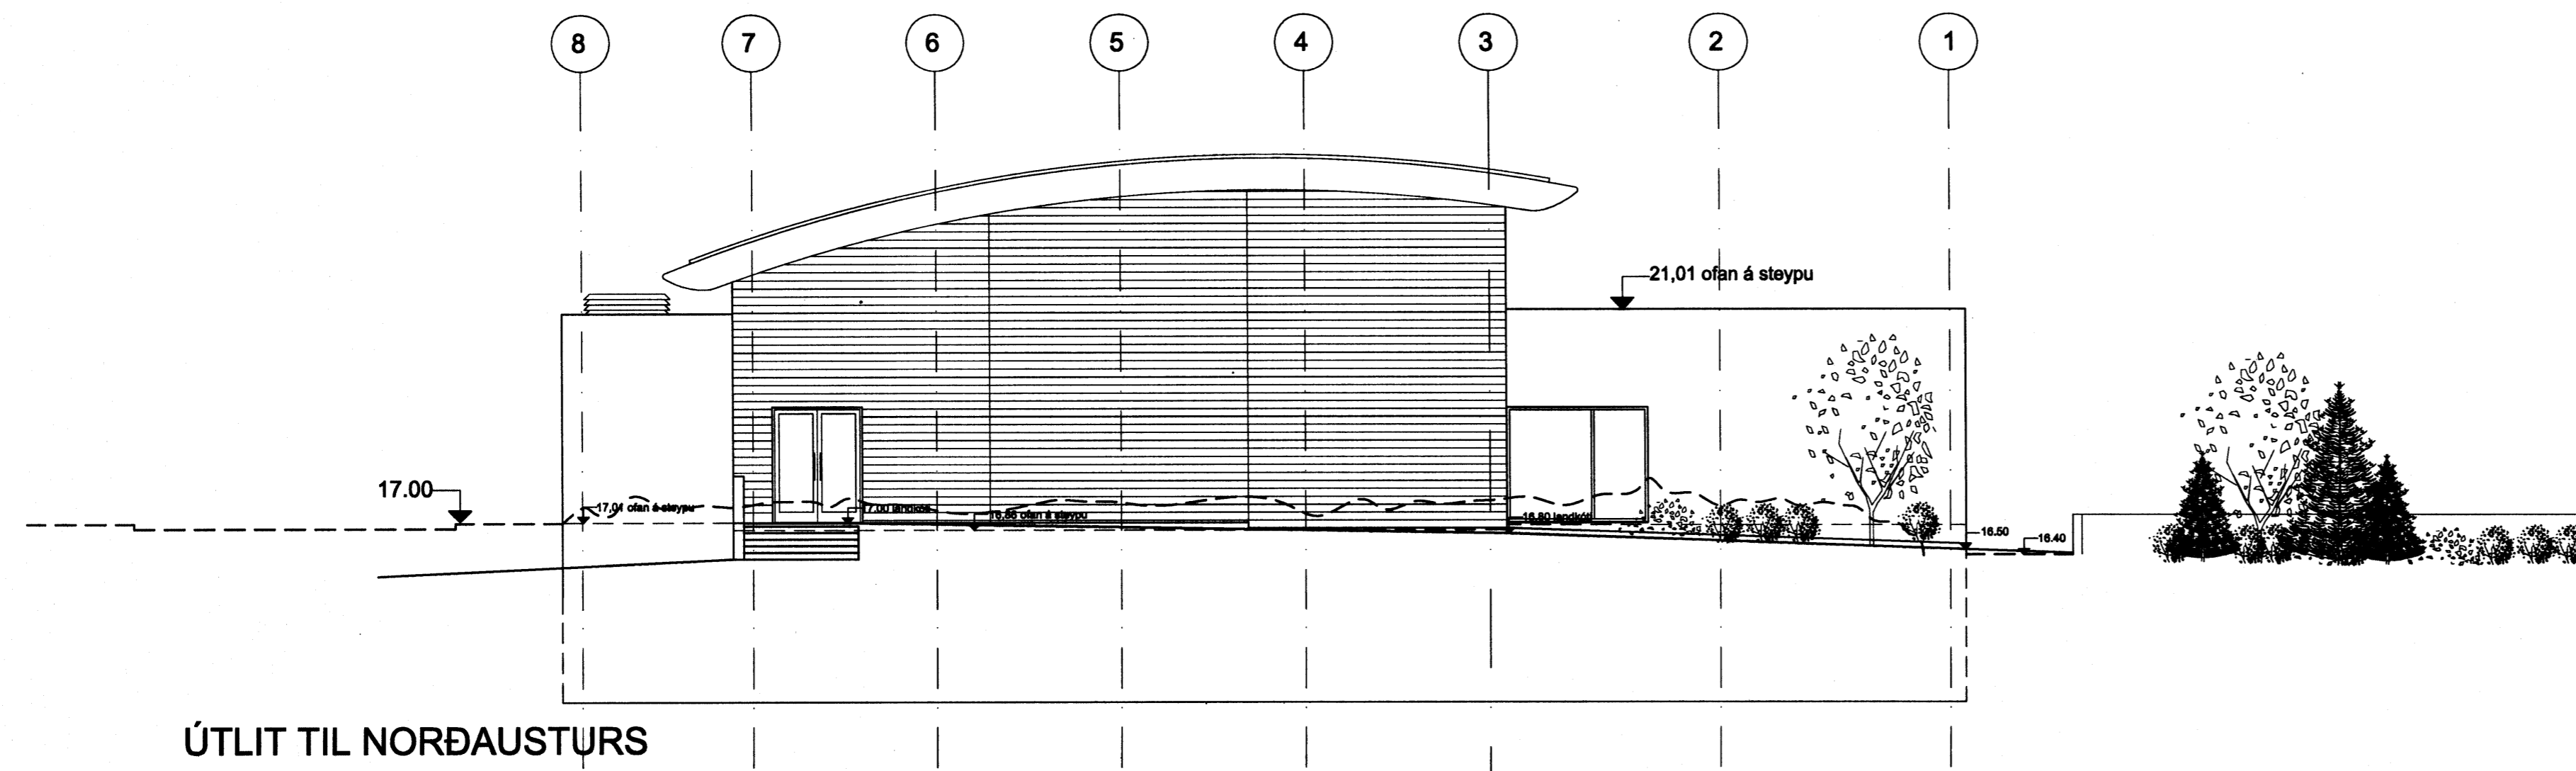 8 7 6 5 4 3 2 1
21,01 ofan á steypu
17.00
17,01 ofan á steypu
17.00 landkóti
16.80 landkóti
16.50
16.40
ÚTLIT TIL NORÐAUSTURS